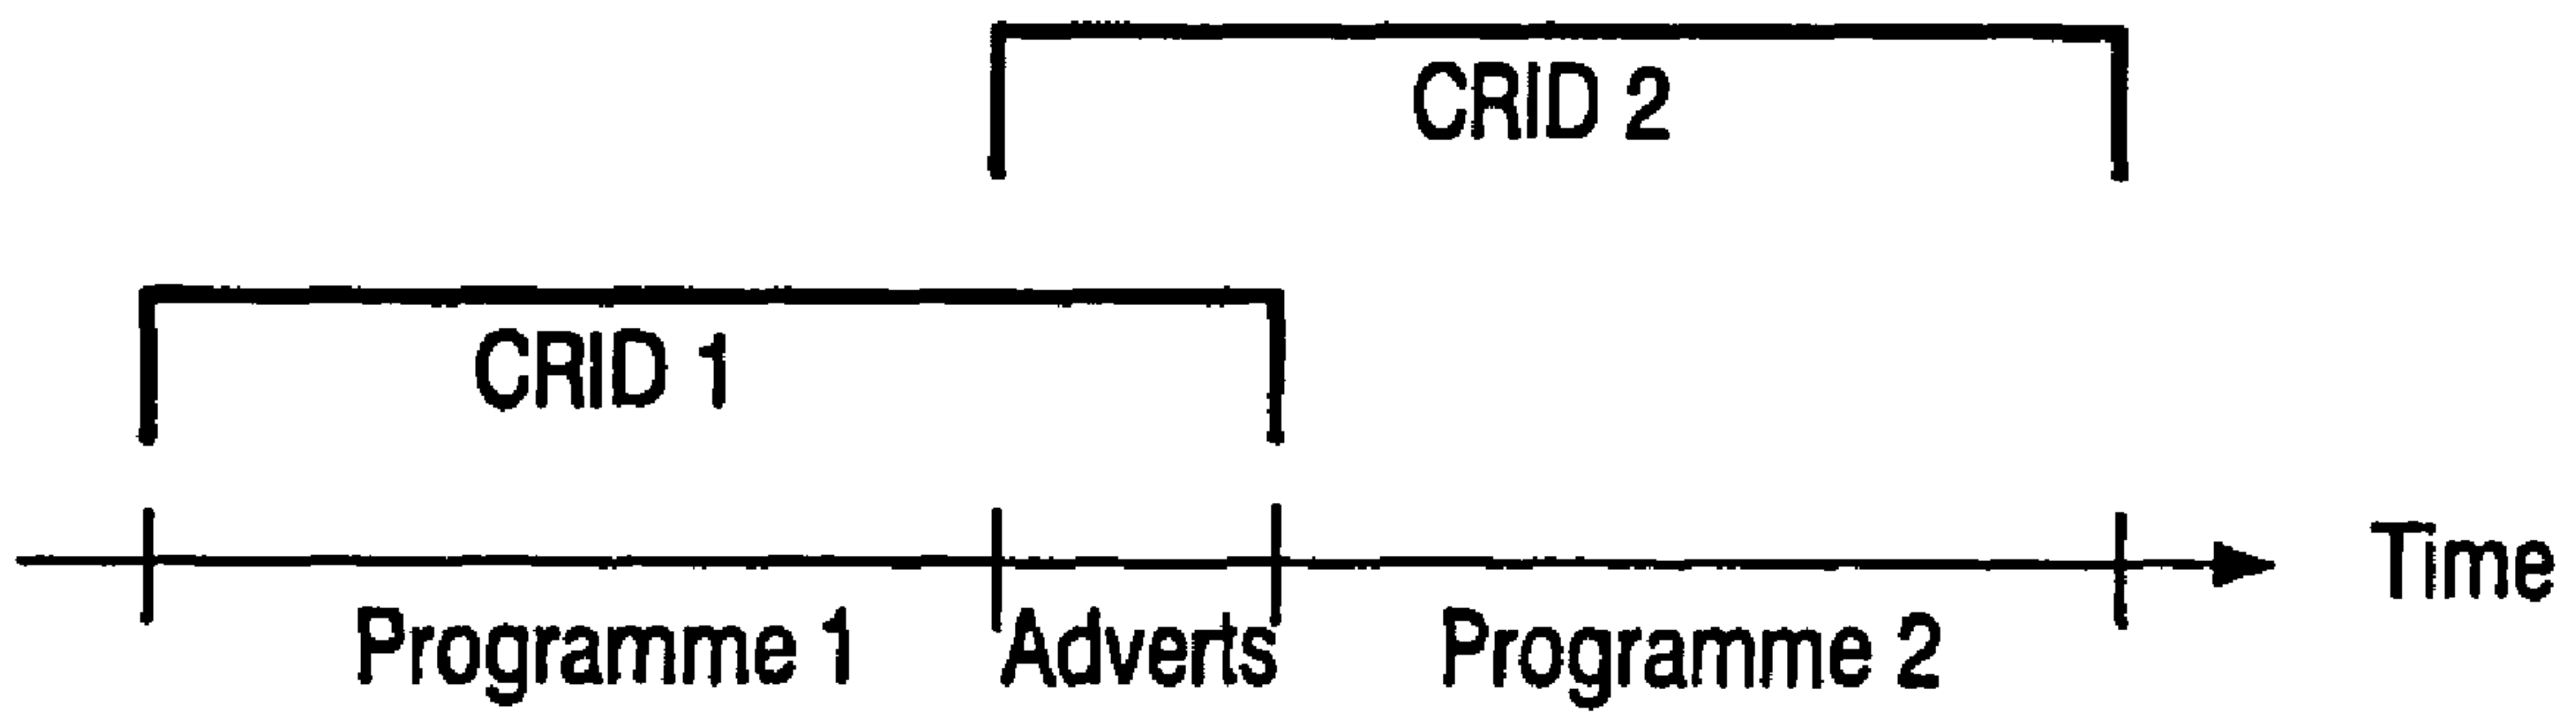 CRID 2
CRID 1
Time
Programme 1 Adverts Programme 2